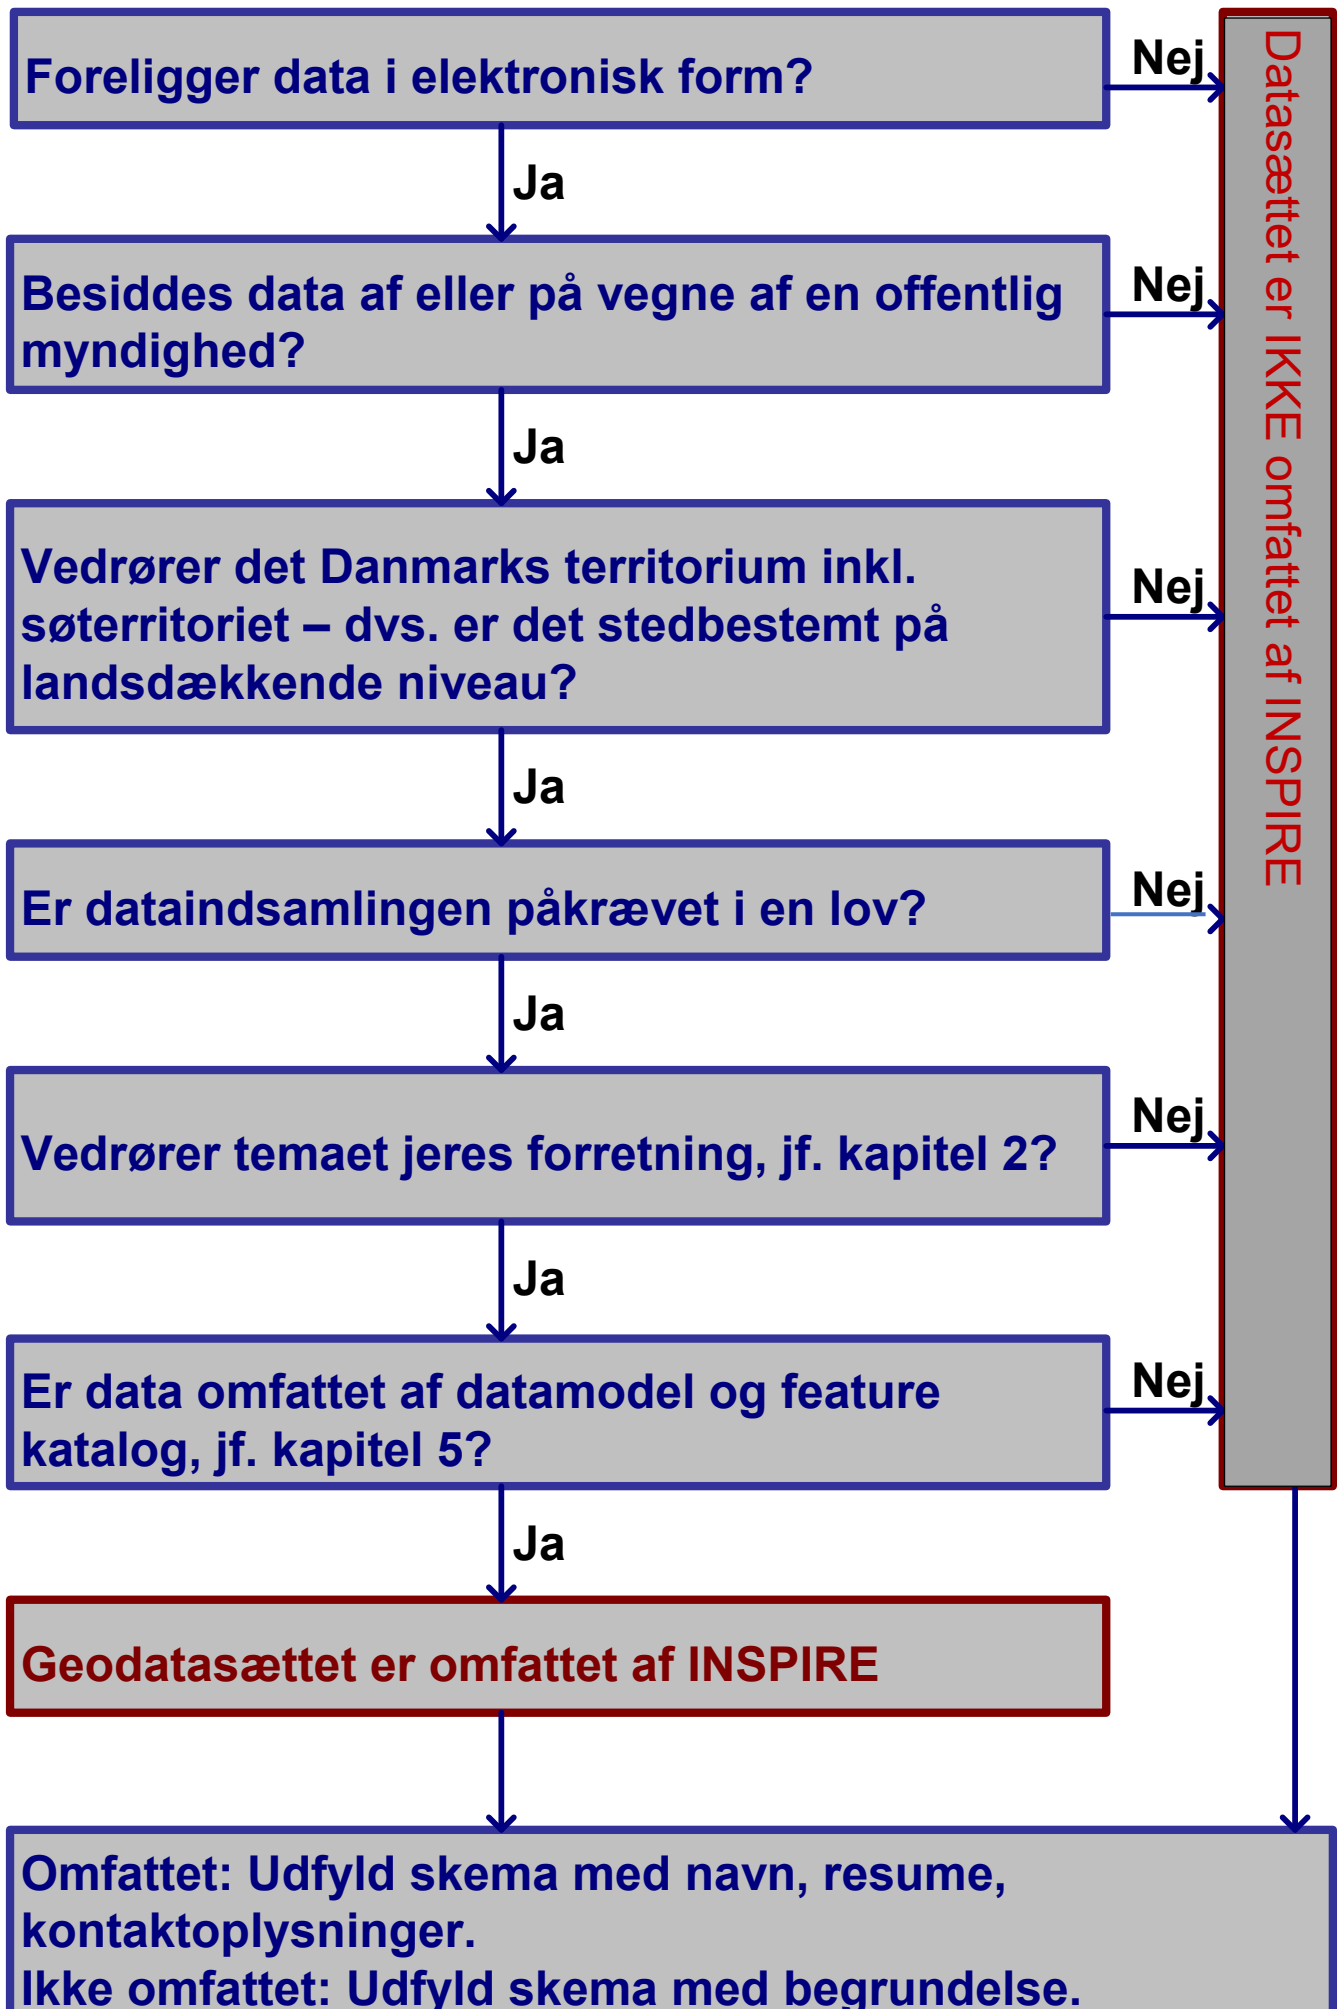 Foreligger data i elektronisk form?
Nej
Ja
Besiddes data af eller på vegne af en offentlig
myndighed?
Nej
Ja
Vedrører det Danmarks territorium inkl.
søterritoriet – dvs. er det stedbestemt på
landsdækkende niveau?
Nej
Ja
Er dataindsamlingen påkrævet i en lov?
Nej
Ja
Vedrører temaet jeres forretning, jf. kapitel 2?
Nej
Ja
Er data omfattet af datamodel og feature
katalog, jf. kapitel 5?
Nej
Ja
Datasættet er IKKE omfattet af INSPIRE
Geodatasættet er omfattet af INSPIRE
Omfattet: Udfyld skema med navn, resume,
kontaktoplysninger.
Ikke omfattet: Udfyld skema med begrundelse.